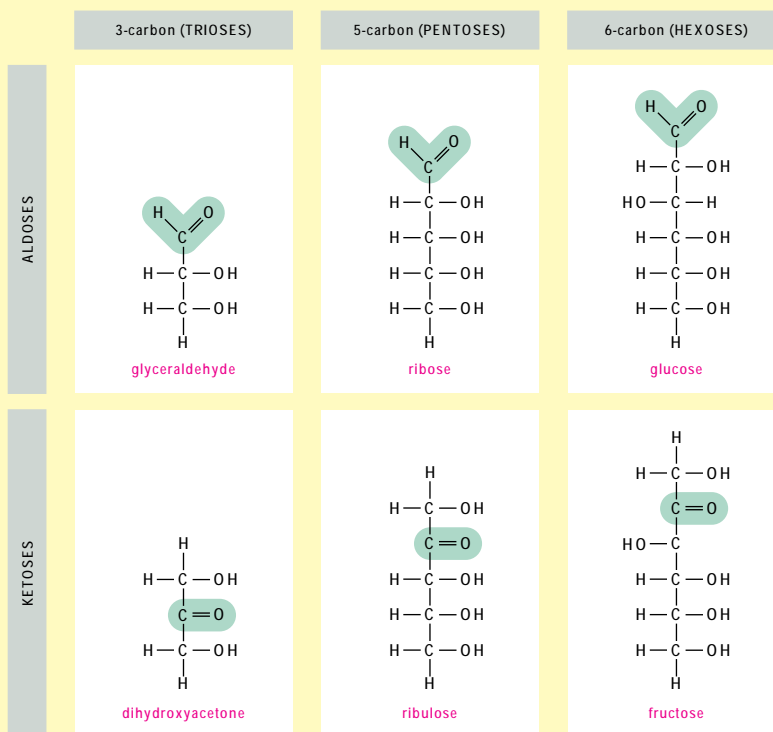 3-carbon (TRIOSES)
5-carbon (PENTOSES)
6-carbon (HEXOSES)
ALDOSES
H O
C
H—C—OH
H—C—OH
H
glyceraldehyde
H O
C
H—C—OH
H—C—OH
H—C—OH
H—C—OH
H
ribose
H O
C
H—C—OH
HO—C—H
H—C—OH
H—C—OH
H—C—OH
H
glucose
KETOSES
H
H—C—OH
C=O
H—C—OH
H
dihydroxyacetone
H
H—C—OH
C=O
H—C—OH
H—C—OH
H—C—OH
H
ribulose
H
H—C—OH
C=O
HO—C
H—C—OH
H—C—OH
H—C—OH
H
fructose